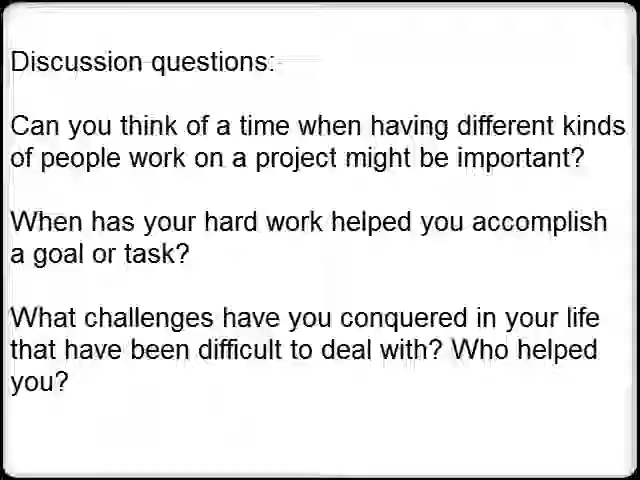 Discussion questions:
Can you think of a time when having different kinds
of people work on a project might be important?
When has your hard work helped you accomplish
a goal or task?
What challenges have you conquered in your life
that have been difficult to deal with? Who helped
you?